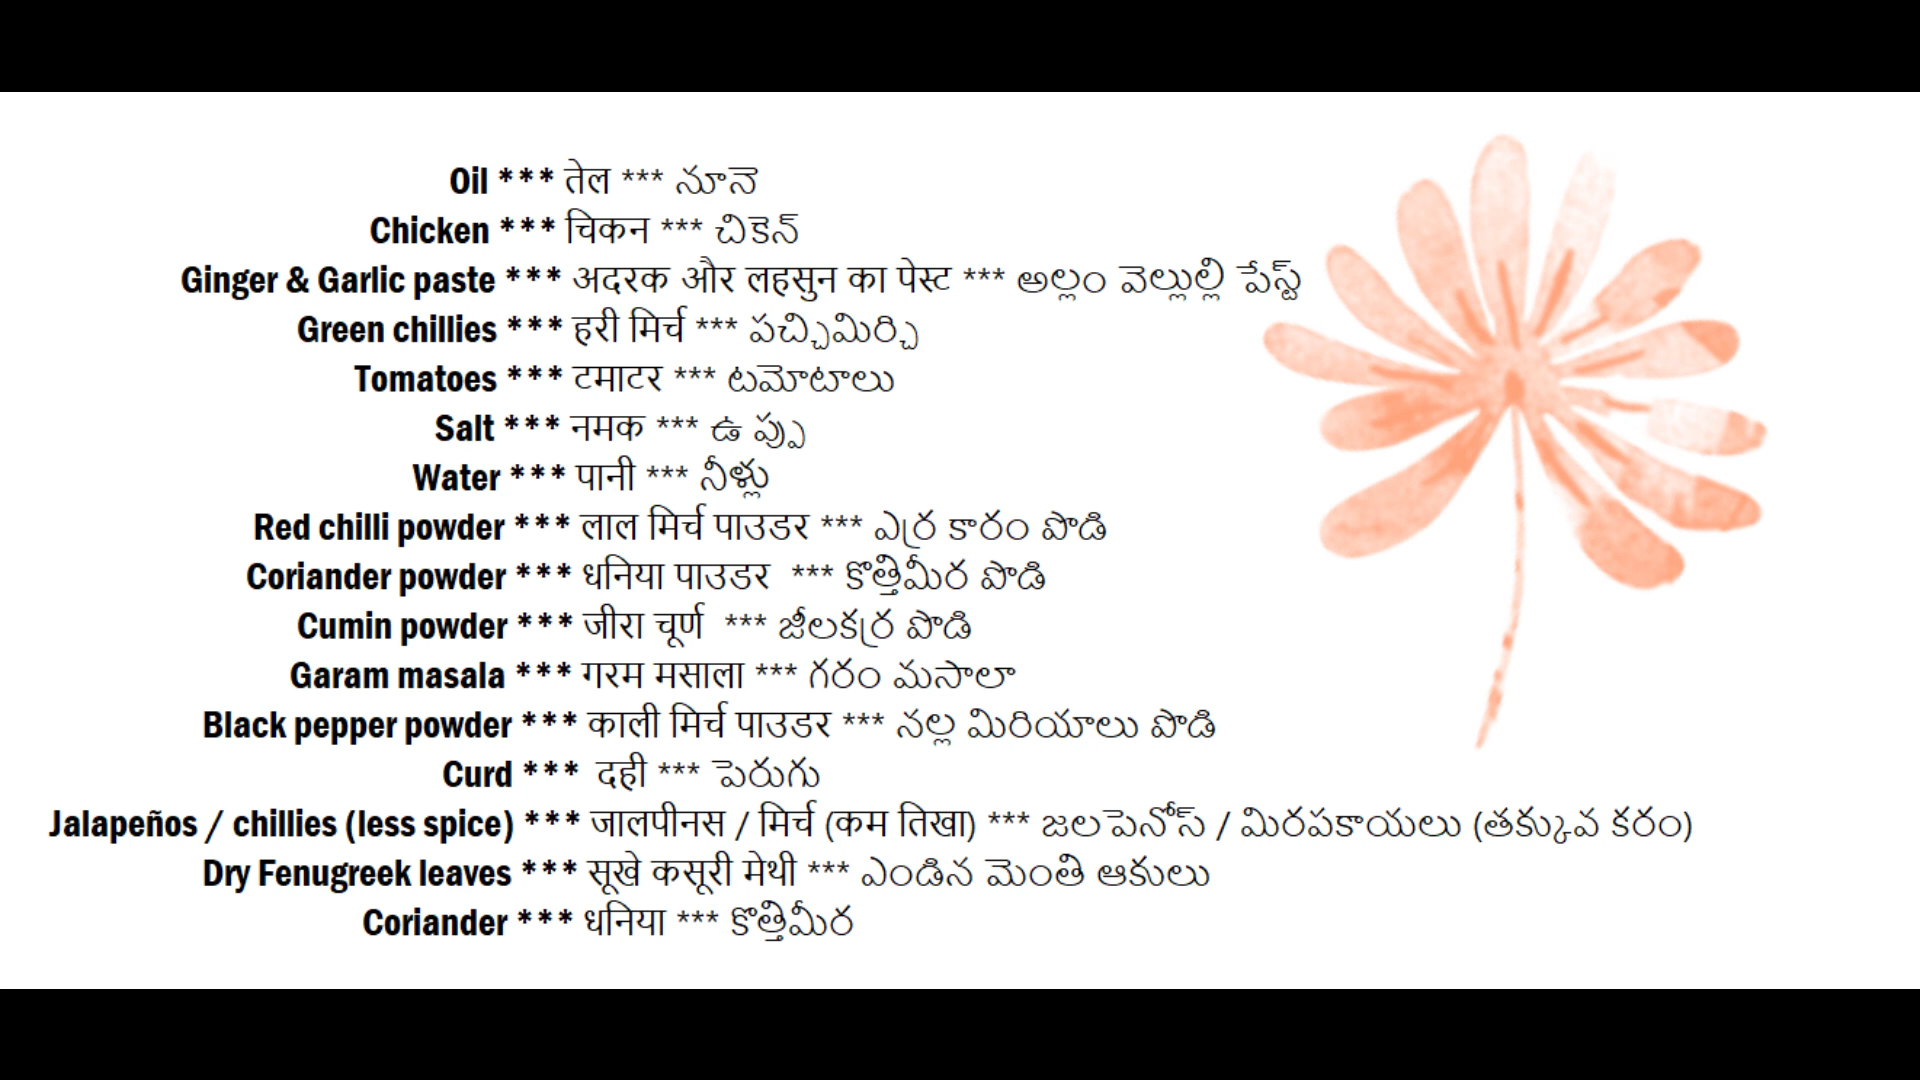 Oil *** तेल *** నూనె
Chicken *** चिकन *** చికెన్
Ginger & Garlic paste *** अदरक और लहसुन का पेस्ट *** అల్లం వెల్లుల్లి పేస్ట్
Green chillies *** हरी मिर्च *** పచ్చిమిర్చి
Tomatoes *** टमाटर *** టమోటాలు
Salt *** नमक *** ఉ ప్పు
Water *** पानी *** నీళ్లు
Red chilli powder *** लाल मिर्च पाउडर *** ఎర్ర కారం పొడి
Coriander powder *** धनिया पाउडर *** కొత్తిమీర పొడి
Cumin powder *** जीरा चूर्ण *** జీలకర్ర పొడి
Garam masala *** गरम मसाला *** గరం మసాలా
Black pepper powder *** काली मिर्च पाउडर *** నల్ల మిరియాలు పొడి
Curd *** दही *** పెరుగు
Jalapeños / chillies (less spice) *** जालपीनस / मिर्च (कम तिखा) *** జలపెనోస్ / మిరపకాయలు (తక్కువ కరం)
Dry Fenugreek leaves *** सूखे कसूरी मेथी *** ఎండిన మెంతి ఆకులు
Coriander *** धनिया *** కొత్తిమీర